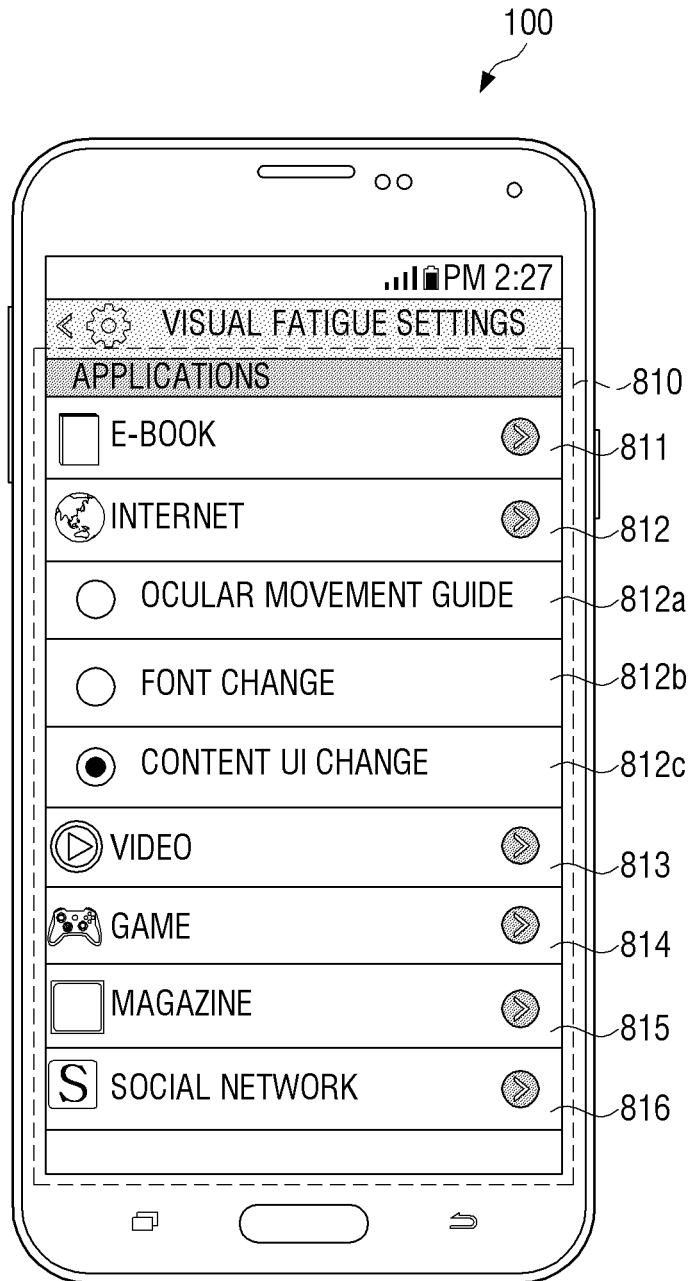 100
PM 2:27
VISUAL FATIGUE SETTINGS
APPLICATIONS
810
E-BOOK
811
INTERNET
812
OCULAR MOVEMENT GUIDE
812a
FONT CHANGE
812b
CONTENT UI CHANGE
812c
VIDEO
813
GAME
814
MAGAZINE
815
S SOCIAL NETWORK
816